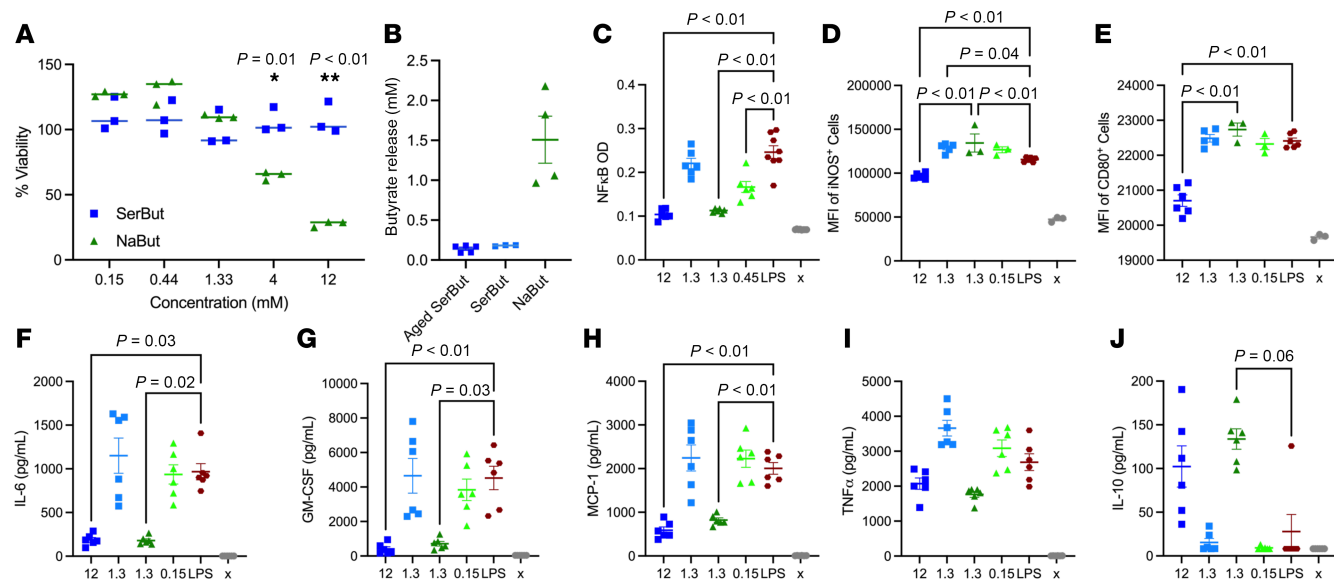 A
P = 0.01 P < 0.01
* **
% Viability
150
100
50
0
SerBut
NaBut
0.15 0.44 1.33 4 12
Concentration (mM)
B
Butyrate release (mM)
2.5
2.0
1.5
1.0
0.5
0.0
Aged SerBut
SerBut
NaBut
C
P < 0.01
P < 0.01
P < 0.01
NFκB OD
0.4
0.3
0.2
0.1
0.0
12 1.3 1.3 0.45 LPS x
D
P < 0.01
P = 0.04
P < 0.01 P < 0.01
MFI of iNOS+ Cells
200000
150000
100000
50000
0
12 1.3 1.3 0.15 LPS x
E
P < 0.01
P < 0.01
MFI of CD80+ Cells
24000
23000
22000
21000
20000
19000
12 1.3 1.3 0.15 LPS x
F
P = 0.03
P = 0.02
IL-6 (pg/mL)
2000
1500
1000
500
0
12 1.3 1.3 0.15 LPS x
G
P < 0.01
P = 0.03
GM-CSF (pg/mL)
10000
8000
6000
4000
2000
0
12 1.3 1.3 0.15 LPS x
H
P < 0.01
P < 0.01
MCP-1 (pg/mL)
4000
3000
2000
1000
0
12 1.3 1.3 0.15 LPS x
I
TNFα (pg/mL)
5000
4000
3000
2000
1000
0
12 1.3 1.3 0.15 LPS x
J
P = 0.06
IL-10 (pg/mL)
200
150
100
50
0
12 1.3 1.3 0.15 LPS x